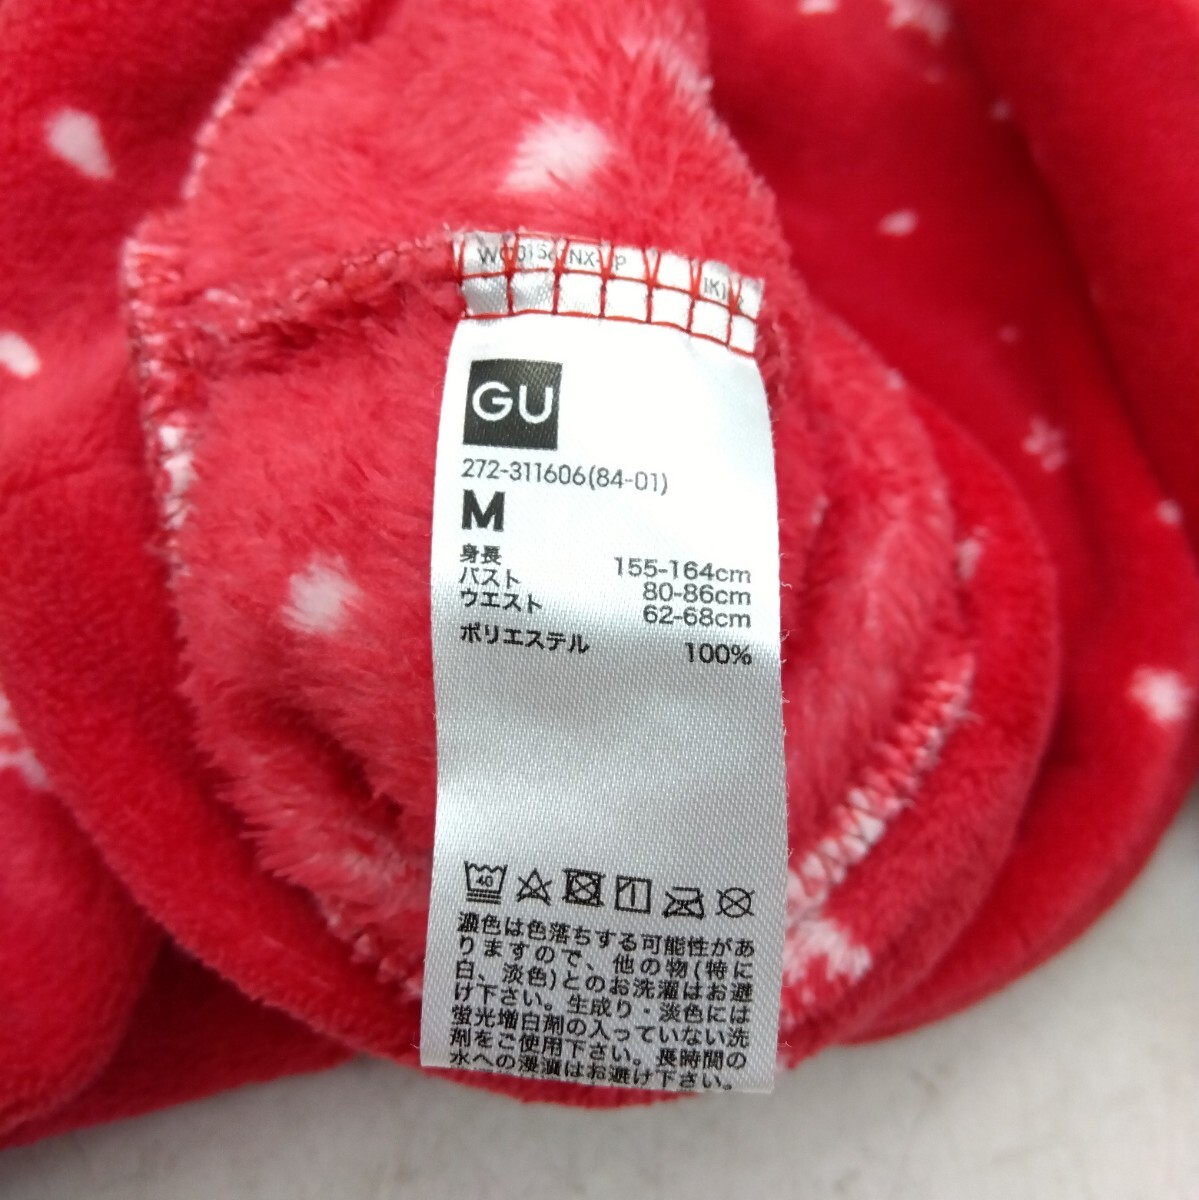 GU
272-311606(84-01)
M
身長 155-164cm
バスト 80-86cm
ウエスト 62-68cm
ポリエステル 100%
40
濃色は色落ちする可能性があ
りますので、他の物(特に
白、淡色)とのお洗濯はお避
け下さい。生成り・淡色には
蛍光増白剤の入っていない洗
剤をご使用下さい。長時間の
水への浸漬はお避け下さい。